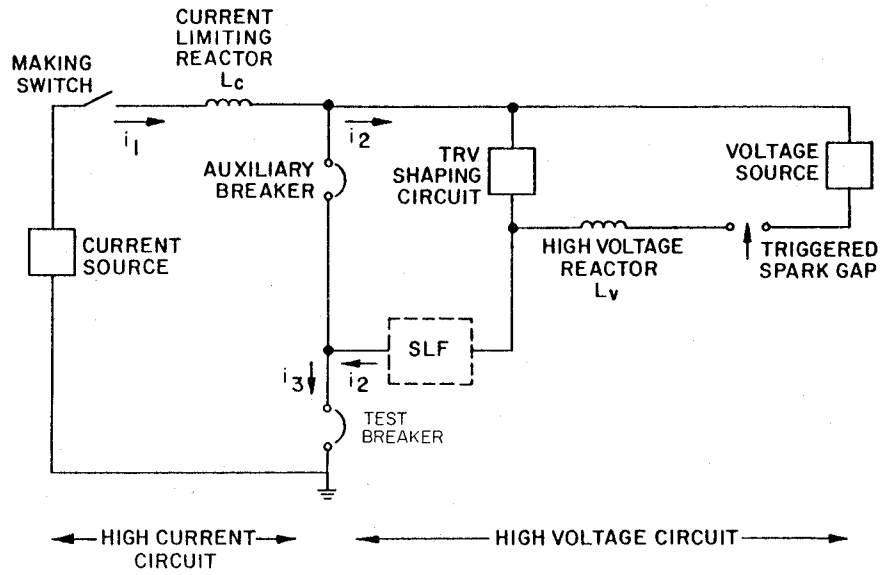 CURRENT
LIMITING
REACTOR
Lc
MAKING
SWITCH
i1
i2
AUXILIARY
BREAKER
TRV
SHAPING
CIRCUIT
VOLTAGE
SOURCE
CURRENT
SOURCE
HIGH VOLTAGE
REACTOR
Lv
TRIGGERED
SPARK GAP
SLF
i3
i2
TEST
BREAKER
HIGH CURRENT
CIRCUIT
HIGH VOLTAGE CIRCUIT